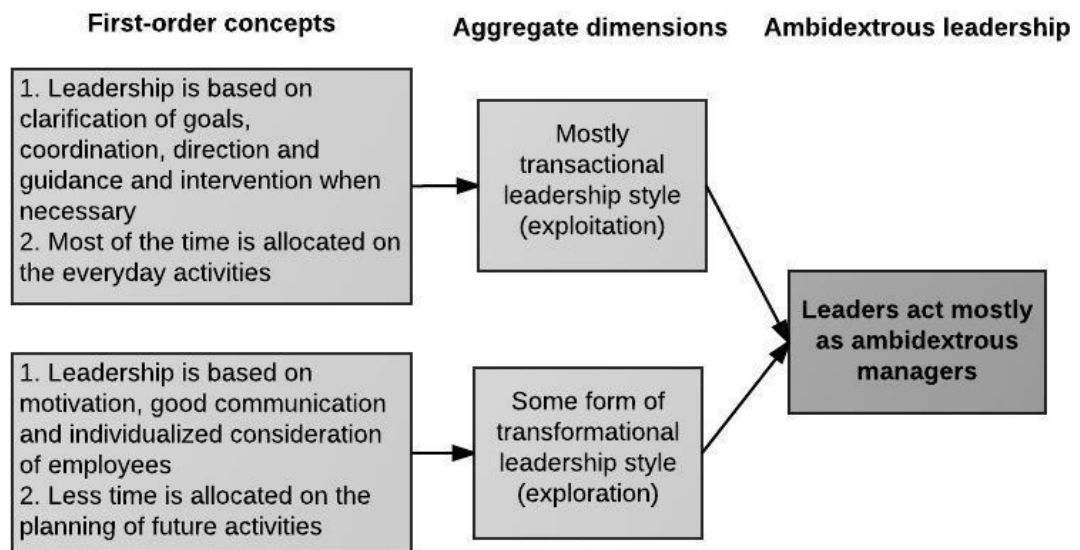 First-order concepts
Aggregate dimensions
Ambidextrous leadership
1. Leadership is based on
clarification of goals,
coordination, direction and
guidance and intervention when
necessary
2. Most of the time is allocated on
the everyday activities
Mostly
transactional
leadership style
(exploitation)
Leaders act mostly
as ambidextrous
managers
1. Leadership is based on
motivation, good communication
and individualized consideration
of employees
2. Less time is allocated on the
planning of future activities
Some form of
transformational
leadership style
(exploration)